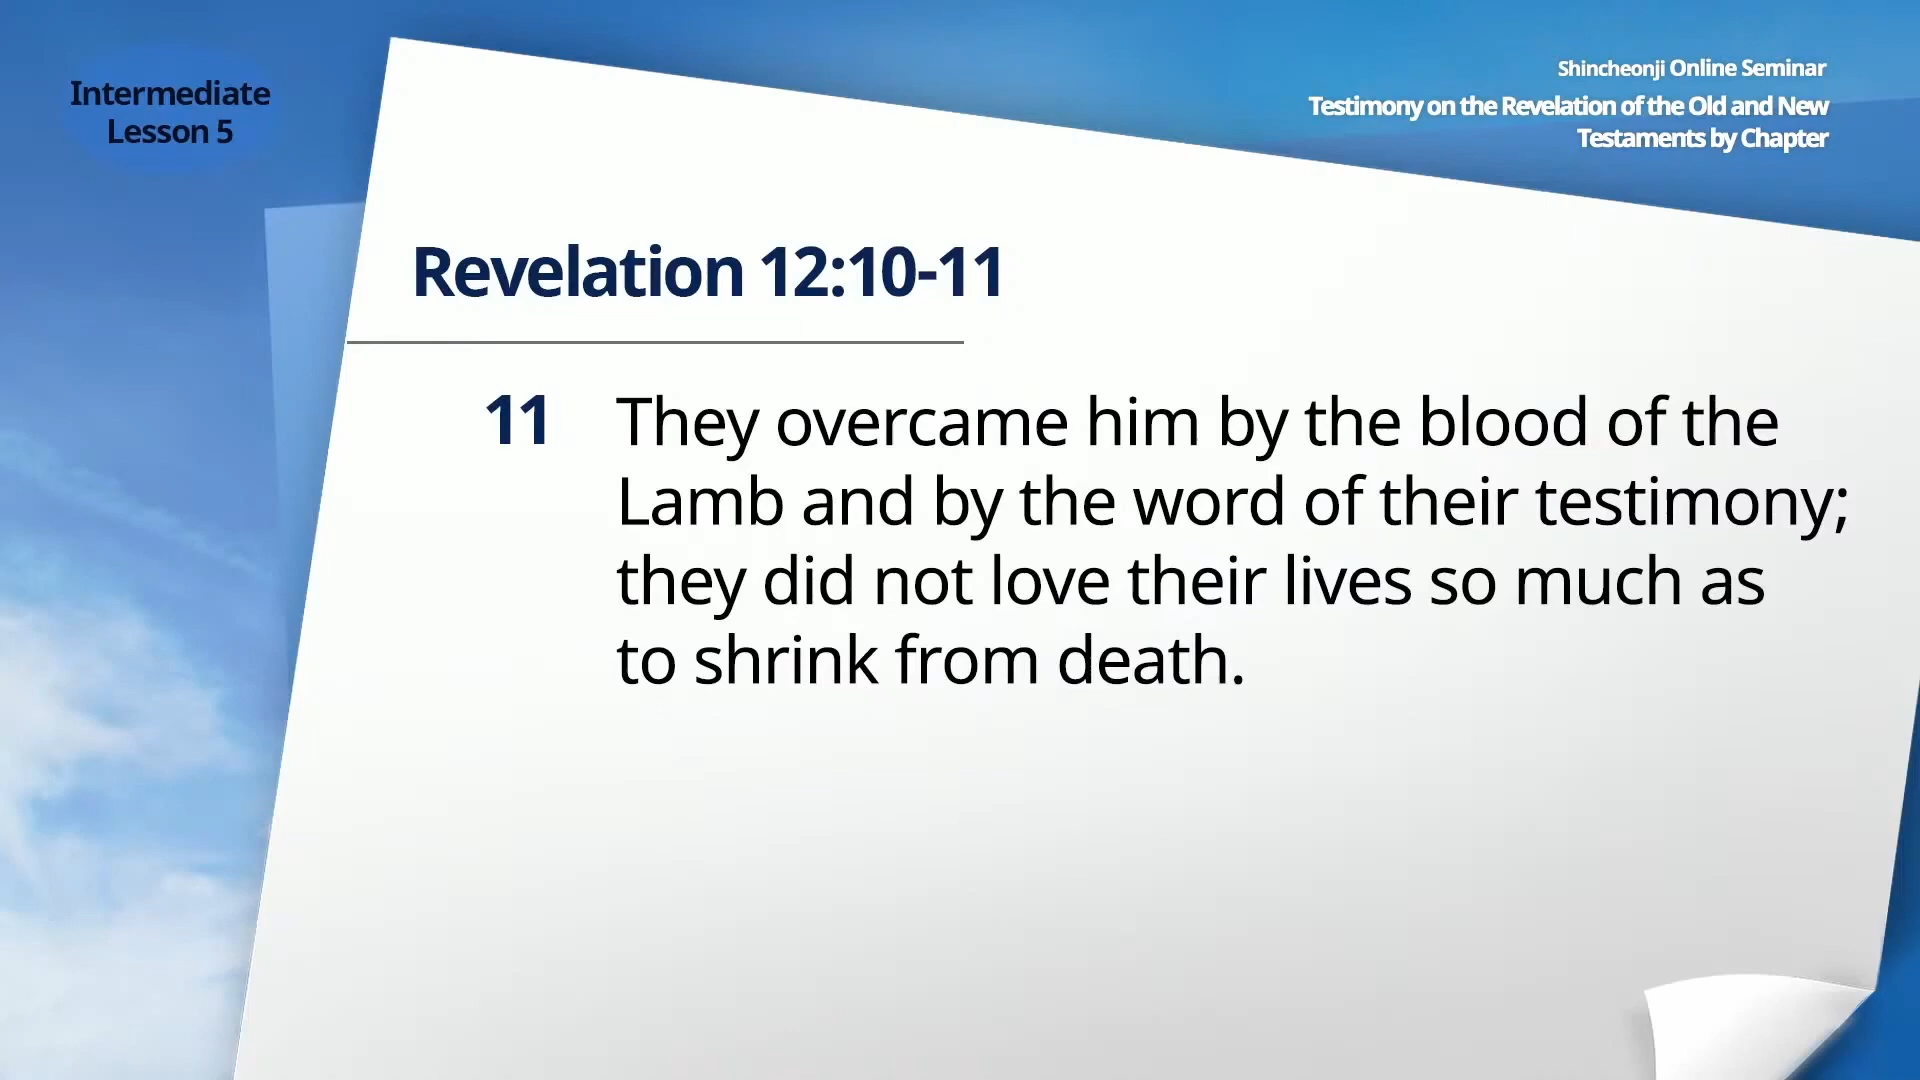 Intermediate
Lesson 5
Shincheonji Online Seminar
Testimony on the Revelation of the Old and New
Testaments by Chapter
Revelation 12:10-11
11 They overcame him by the blood of the
Lamb and by the word of their testimony;
they did not love their lives so much as
to shrink from death.